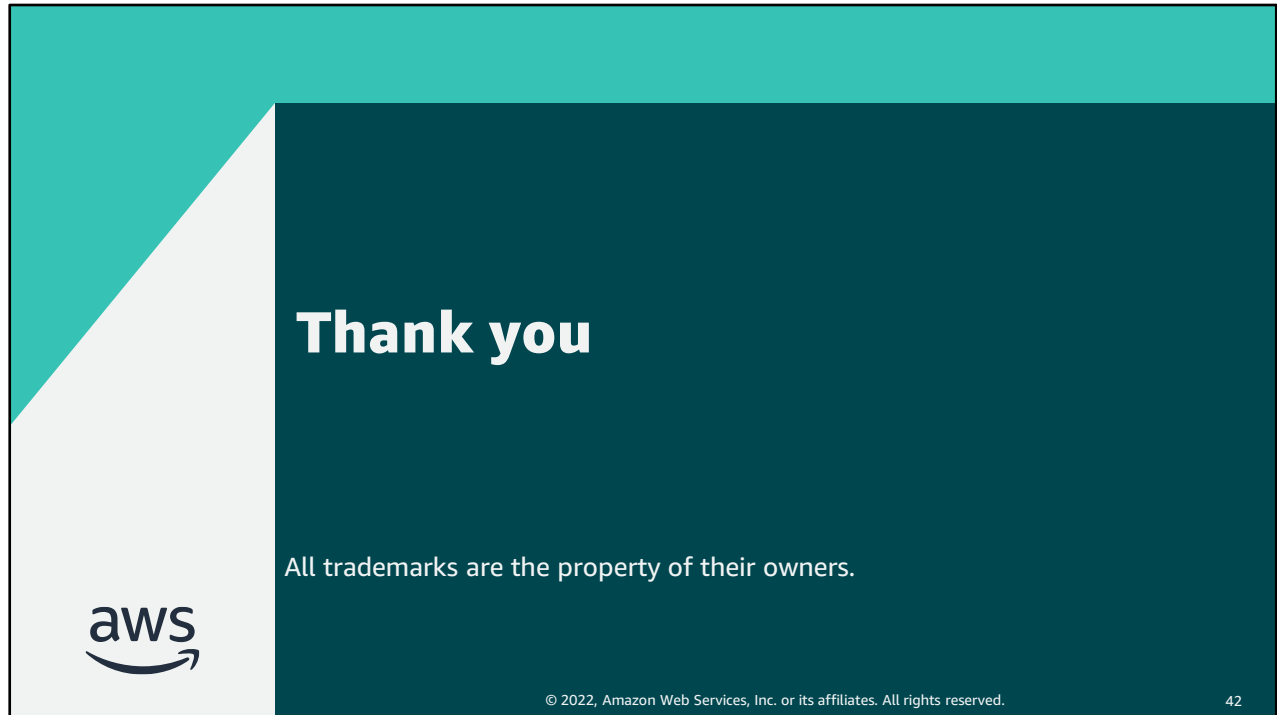 Thank you
All trademarks are the property of their owners.
aws
© 2022, Amazon Web Services, Inc. or its affiliates. All rights reserved.
42